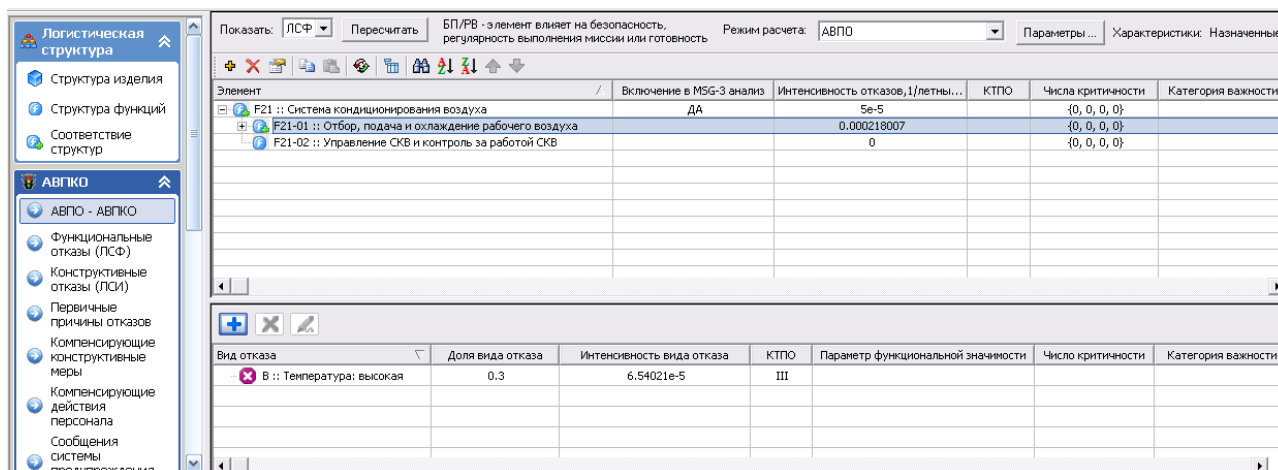 Логистическая
структура
Структура изделия
Структура функций
Соответствие
структур
АВПКО
АВПО - АВПКО
Функциональные
отказы (ЛСФ)
Конструктивные
отказы (ЛСИ)
Первичные
причины отказов
Компенсирующие
конструктивные
меры
Компенсирующие
действия
персонала
Сообщения
системы
предупреждения
Показать: ЛСФ Пересчитать БП/РВ - элемент влияет на безопасность,
регулярность выполнения миссии или готовность Режим расчета: АВПО Параметры ... Характеристики: Назначенные
Элемент Включение в MSG-3 анализ Интенсивность отказов,1/летны... КТПО Числа критичности Категория важности
F21 :: Система кондиционирования воздуха ДА 5e-5 {0, 0, 0, 0}
F21-01 :: Отбор, подача и охлаждение рабочего воздуха 0.000218007 {0, 0, 0, 0}
F21-02 :: Управление СКВ и контроль за работой СКВ 0 {0, 0, 0, 0}
Вид отказа Доля вида отказа Интенсивность вида отказа КТПО Параметр функциональной значимости Число критичности Категория важности
В :: Температура: высокая 0.3 6.54021e-5 III